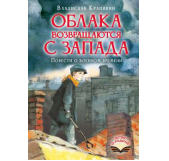 Владислав Крапивин
ОБЛАКА
ВОЗВРАЩАЮТСЯ
С ЗАПАДА
Повести о военном времени